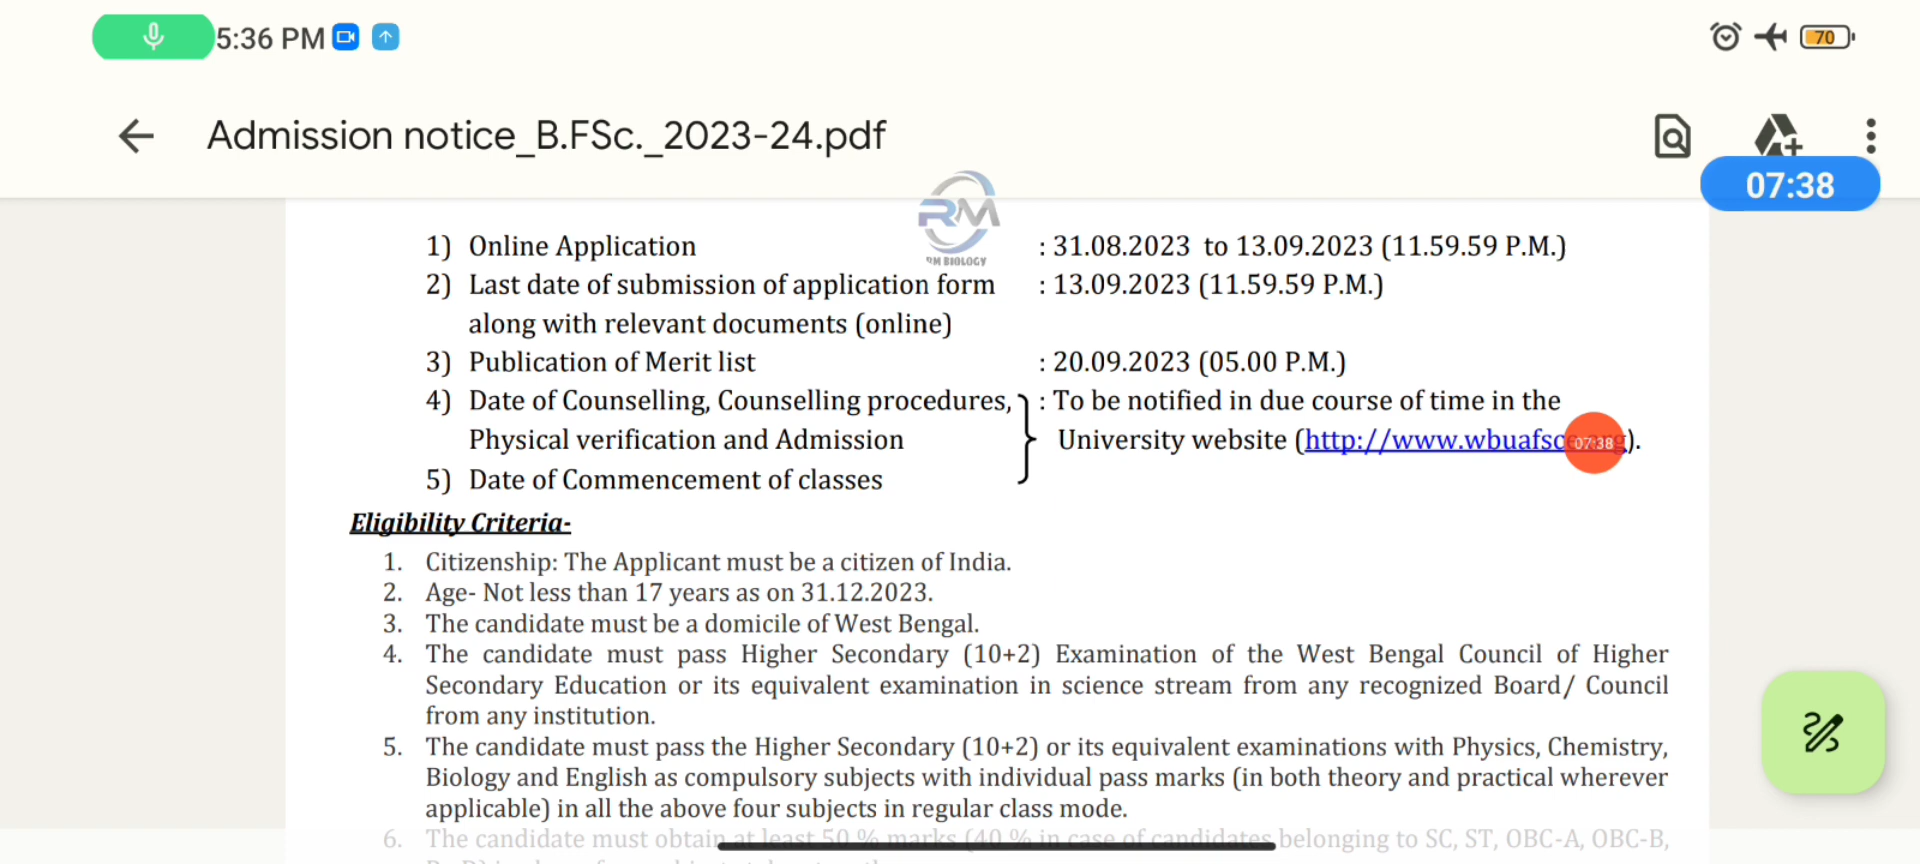 5:36 PM
70
Admission notice_B.FSc._2023-24.pdf
07:38
RM
RM BIOLOGY
1) Online Application : 31.08.2023 to 13.09.2023 (11.59.59 P.M.)
2) Last date of submission of application form : 13.09.2023 (11.59.59 P.M.)
along with relevant documents (online)
3) Publication of Merit list : 20.09.2023 (05.00 P.M.)
4) Date of Counselling, Counselling procedures, : To be notified in due course of time in the
Physical verification and Admission University website (http://www.wbuafsc
07:38
).
5) Date of Commencement of classes
Eligibility Criteria-
1. Citizenship: The Applicant must be a citizen of India.
2. Age- Not less than 17 years as on 31.12.2023.
3. The candidate must be a domicile of West Bengal.
4. The candidate must pass Higher Secondary (10+2) Examination of the West Bengal Council of Higher
Secondary Education or its equivalent examination in science stream from any recognized Board/ Council
from any institution.
5. The candidate must pass the Higher Secondary (10+2) or its equivalent examinations with Physics, Chemistry,
Biology and English as compulsory subjects with individual pass marks (in both theory and practical wherever
applicable) in all the above four subjects in regular class mode.
6. The candidate must obtain at least 50 % marks (40 % in case of candidates belonging to SC, ST, OBC-A, OBC-B,